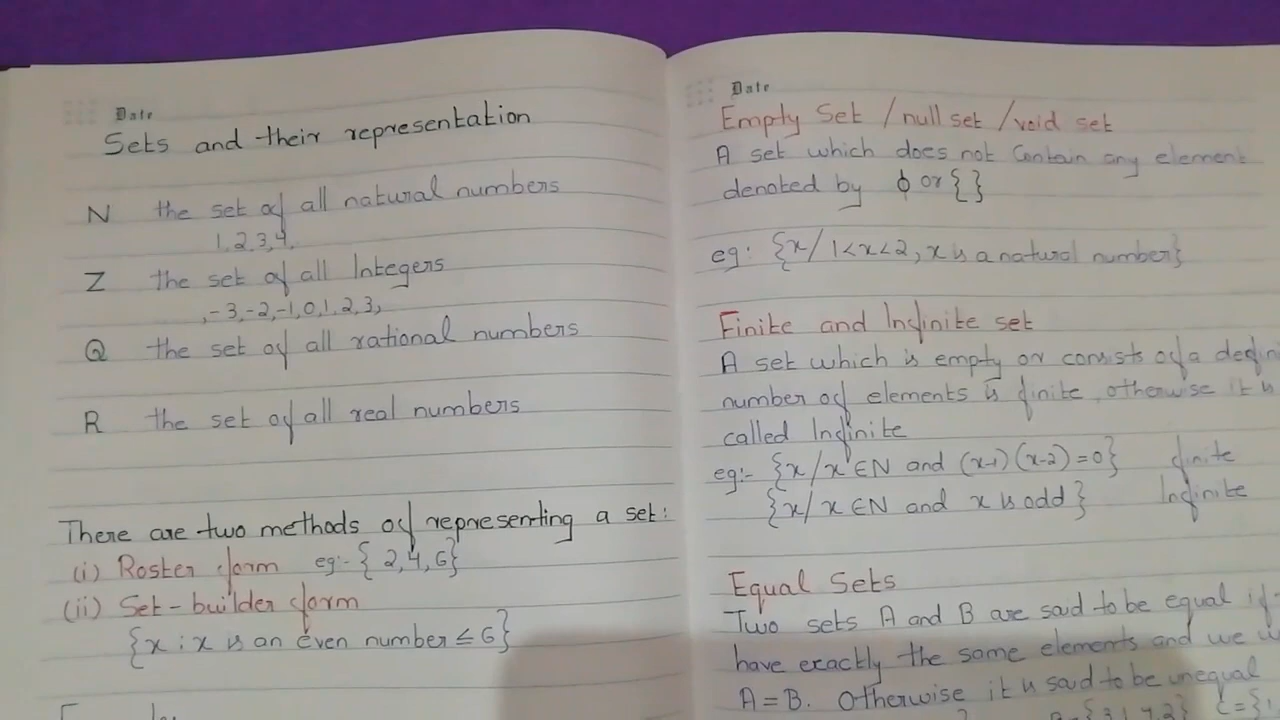 Date
Sets and their representation
N the set of all natural numbers
1, 2, 3, 4,
Z the set of all Integers
, -3, -2, -1, 0, 1, 2, 3,
Q the set of all rational numbers
R the set of all real numbers
There are two methods of representing a set:
(i) Roster form eg:- { 2, 4, 6}
(ii) Set-builder form
{x : x is an even number ≤ 6}
Date
Empty Set / null set / void set
A set which does not contain any element
denoted by ϕ or { }
eg: {x / 1<x<2, x is a natural number}
Finite and Infinite set
A set which is empty or consists of a
number of elements is finite, otherwise it is
called Infinite
eg:- {x / x ∈ N and (x-1)(x-2)=0} finite
{x / x ∈ N and x is odd} Infinite
Equal Sets
Two sets A and B are said to be equal if
have exactly the same elements and we
A = B. Otherwise it is said to be unequal